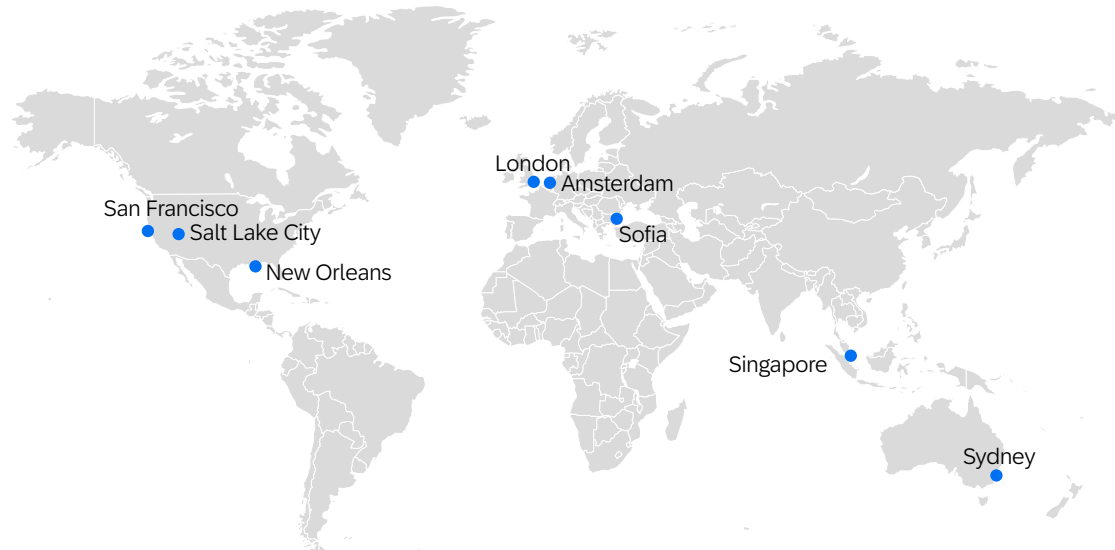 London
Amsterdam
San Francisco
Salt Lake City
Sofia
New Orleans
Singapore
Sydney